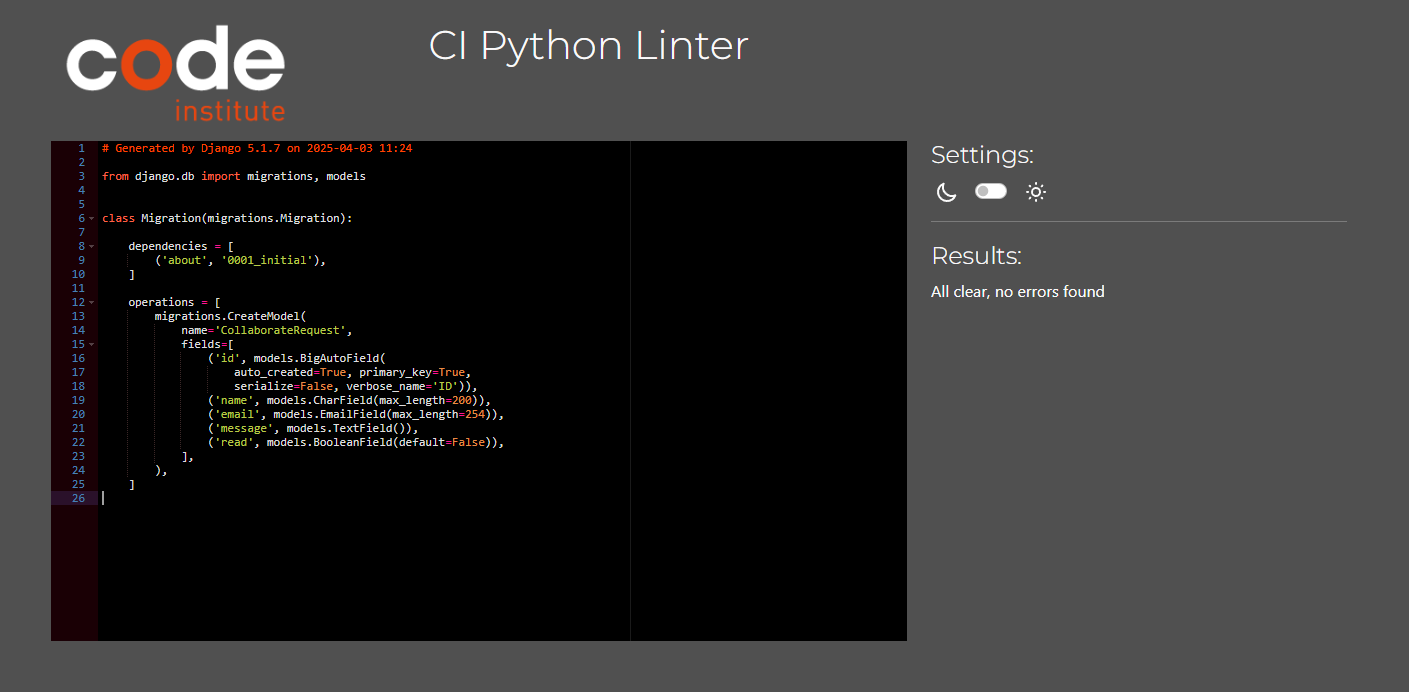 code
institute
CI Python Linter
1 # Generated by Django 5.1.7 on 2025-04-03 11:24
2
3 from django.db import migrations, models
4
5
6 class Migration(migrations.Migration):
7
8     dependencies = [
9         ('about', '0001_initial'),
10     ]
11
12     operations = [
13         migrations.CreateModel(
14             name='CollaborateRequest',
15             fields=[
16                 ('id', models.BigAutoField(
17                     auto_created=True, primary_key=True,
18                     serialize=False, verbose_name='ID')),
19                 ('name', models.CharField(max_length=200)),
20                 ('email', models.EmailField(max_length=254)),
21                 ('message', models.TextField()),
22                 ('read', models.BooleanField(default=False)),
23             ],
24         ),
25     ]
26
Settings:
Results:
All clear, no errors found